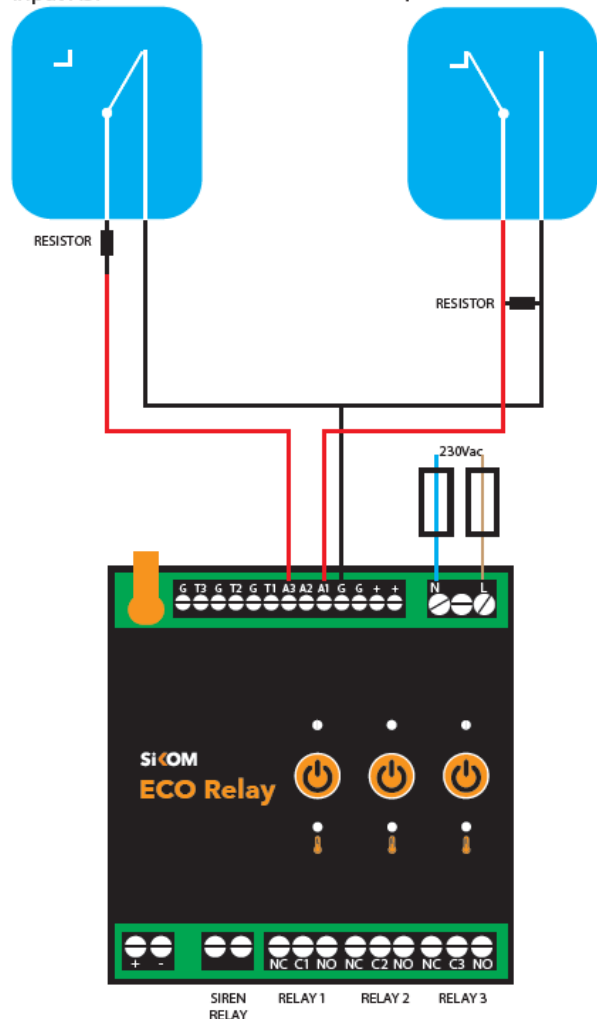 RESISTOR
RESISTOR
230Vac
G T3 G T2 G T1 A3 A2 A1 G G + +
N L
SiKOM
ECO Relay
+ -
NC C1 NO NC C2 NO NC C3 NO
SIREN RELAY
RELAY 1
RELAY 2
RELAY 3